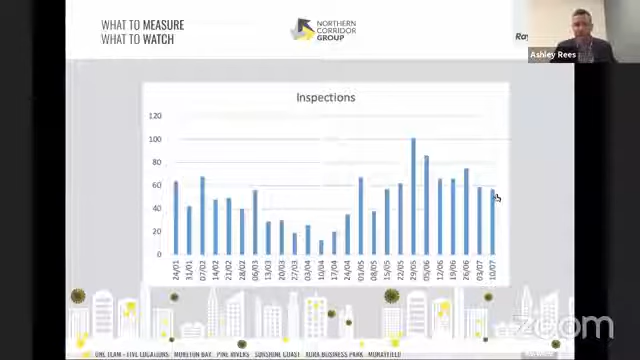 WHAT TO MEASURE
WHAT TO WATCH
NORTHERN
CORRIDOR
GROUP
Ray
Ashley Rees
Inspections
120
100
80
60
40
20
0
24/01 31/01 07/02 14/02 21/02 28/02 06/03 13/03 20/03 27/03 03/04 10/04 17/04 24/04 01/05 08/05 15/05 22/05 29/05 05/06 12/06 19/06 26/06 03/07 10/07
zoom
ONE TEAM - FIVE LOCATIONS . MORETON BAY . PINE RIVERS . SUNSHINE COAST . NORA BUSINESS PARK . MORAYFIELD